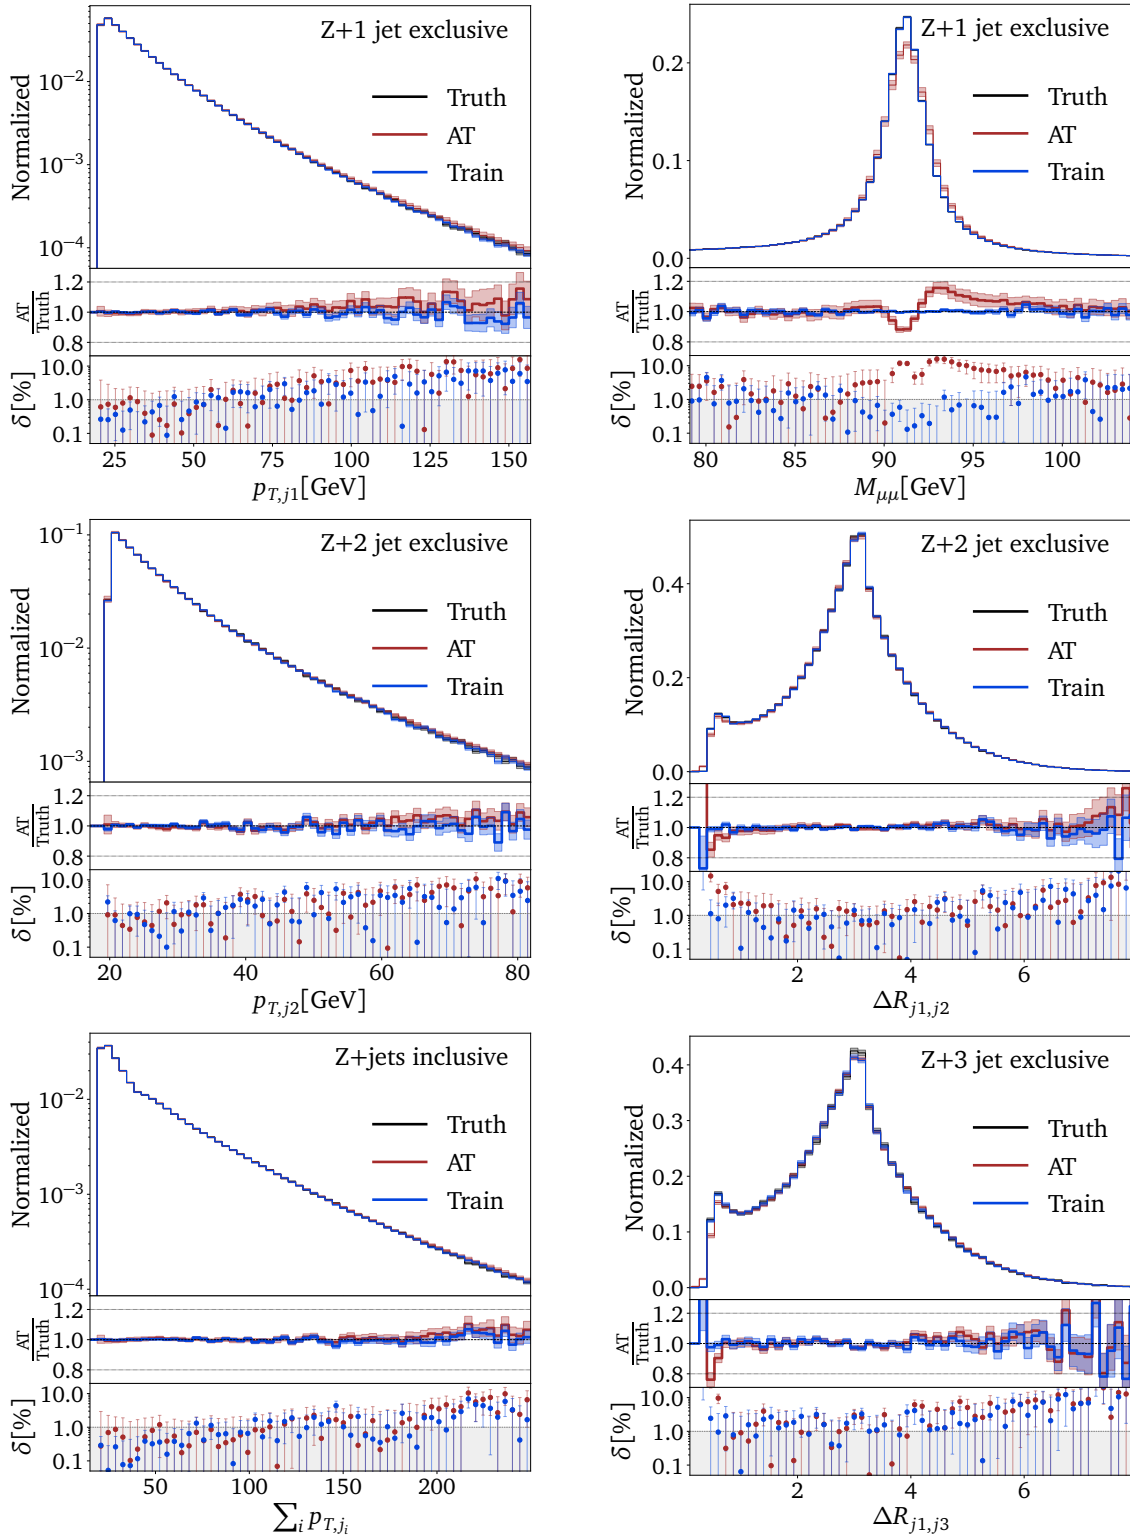 Z+1 jet exclusive
Normalized
10⁻²
10⁻³
10⁻⁴
Truth
AT
Train
AT/Truth
1.2
1.0
0.8
δ[%]
10.0
1.0
0.1
25 50 75 100 125 150
p_{T,j1}[GeV]
Z+1 jet exclusive
Normalized
0.2
0.1
0.0
Truth
AT
Train
AT/Truth
1.2
1.0
0.8
δ[%]
10.0
1.0
0.1
80 85 90 95 100
M_{μμ}[GeV]
Z+2 jet exclusive
Normalized
10⁻¹
10⁻²
10⁻³
Truth
AT
Train
AT/Truth
1.2
1.0
0.8
δ[%]
10.0
1.0
0.1
20 40 60 80
p_{T,j2}[GeV]
Z+2 jet exclusive
Normalized
0.4
0.2
0.0
Truth
AT
Train
AT/Truth
1.2
1.0
0.8
δ[%]
10.0
1.0
0.1
2 4 6
ΔR_{j1,j2}
Z+jets inclusive
Normalized
10⁻²
10⁻³
10⁻⁴
Truth
AT
Train
AT/Truth
1.2
1.0
0.8
δ[%]
10.0
1.0
0.1
50 100 150 200
∑_i p_{T,j_i}
Z+3 jet exclusive
Normalized
0.4
0.3
0.2
0.1
0.0
Truth
AT
Train
AT/Truth
1.2
1.0
0.8
δ[%]
10.0
1.0
0.1
2 4 6
ΔR_{j1,j3}